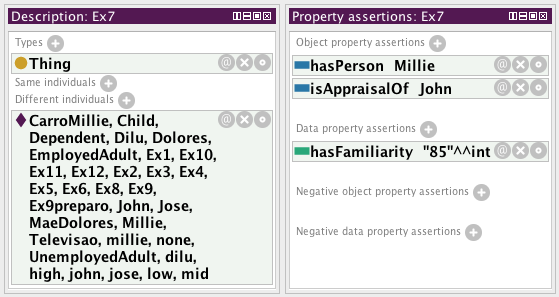 Description: Ex7
Types
Thing
Same individuals
Different individuals
CarroMillie, Child,
Dependent, Dilu, Dolores,
EmployedAdult, Ex1, Ex10,
Ex11, Ex12, Ex2, Ex3, Ex4,
Ex5, Ex6, Ex8, Ex9,
Ex9preparo, John, Jose,
MaeDolores, Millie,
Televisao, millie, none,
UnemployedAdult, dilu,
high, john, jose, low, mid
Property assertions: Ex7
Object property assertions
hasPerson Millie
isAppraisalOf John
Data property assertions
hasFamiliarity "85"^^int
Negative object property assertions
Negative data property assertions